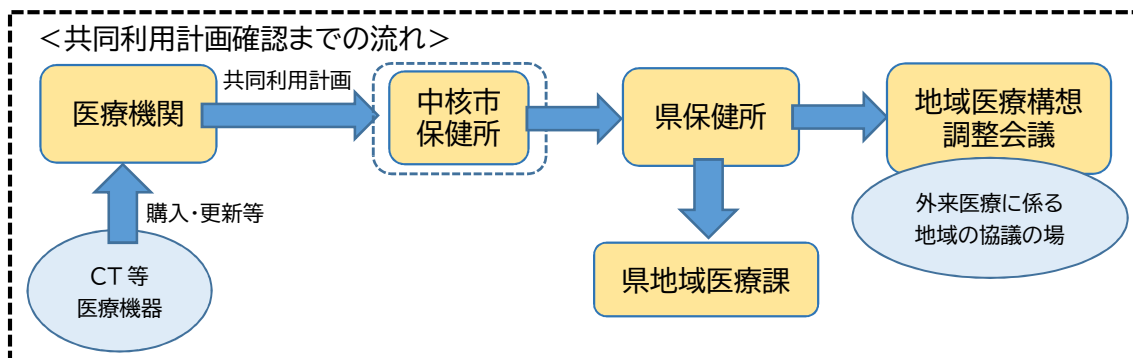 ＜共同利用計画確認までの流れ＞
共同利用計画
医療機関
中核市
保健所
県保健所
地域医療構想
調整会議
購入・更新等
外来医療に係る
地域の協議の場
CT 等
医療機器
県地域医療課